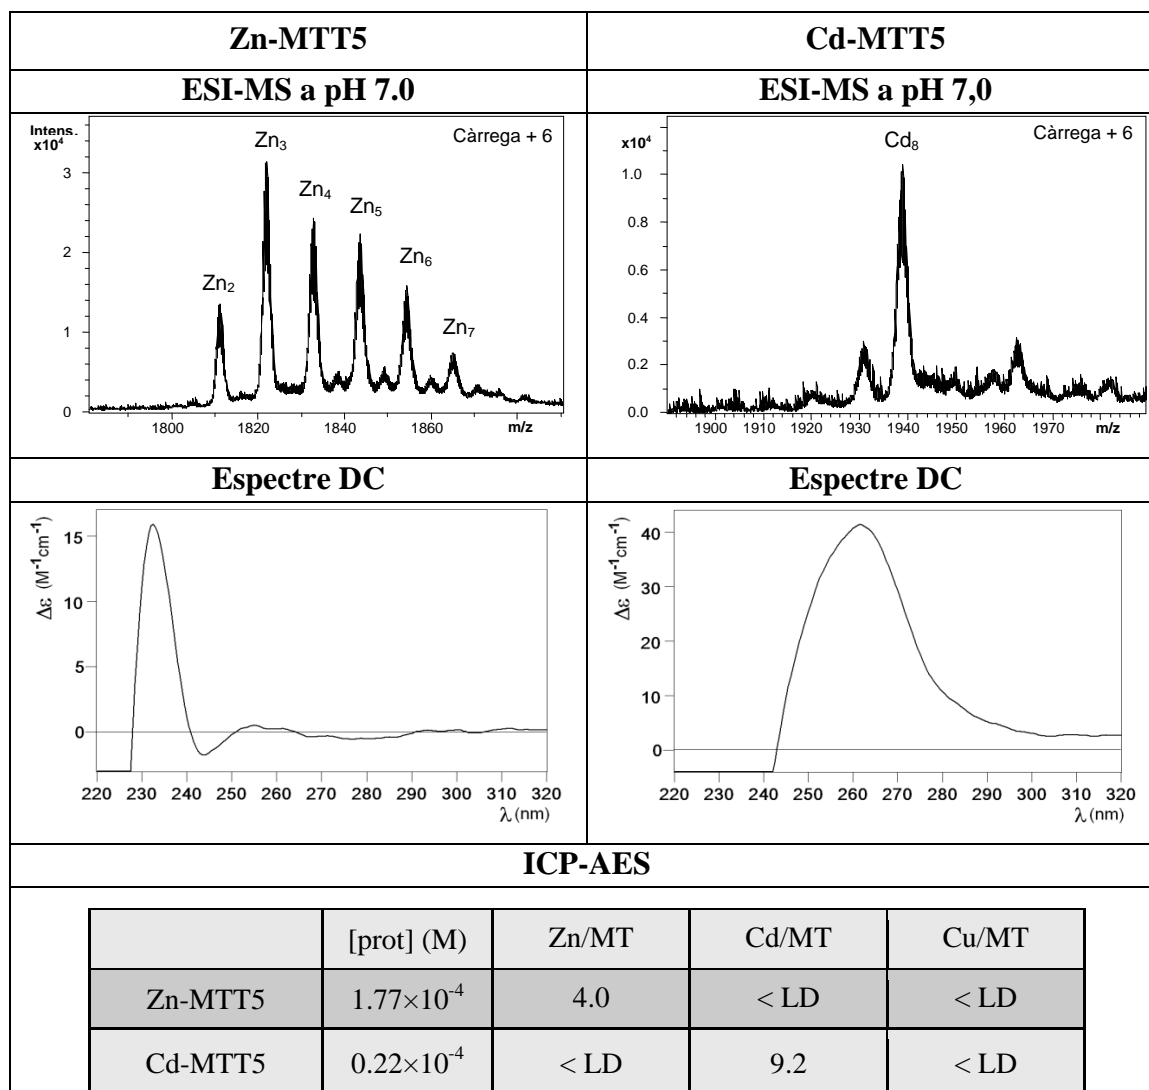 Zn-MTT5
Cd-MTT5
ESI-MS a pH 7.0
ESI-MS a pH 7,0
Intens.
x10⁴
Càrrega + 6
Zn₂
Zn₃
Zn₄
Zn₅
Zn₆
Zn₇
3
2
1
0
1800 1820 1840 1860 m/z
x10⁴
Càrrega + 6
Cd₈
1.0
0.8
0.6
0.4
0.2
0.0
1900 1910 1920 1930 1940 1950 1960 1970 m/z
Espectre DC
Espectre DC
Δε (M⁻¹cm⁻¹)
15
10
5
0
220 230 240 250 260 270 280 290 300 310 320
λ (nm)
Δε (M⁻¹cm⁻¹)
40
30
20
10
0
220 230 240 250 260 270 280 290 300 310 320
λ (nm)
ICP-AES
[prot] (M) Zn/MT Cd/MT Cu/MT
Zn-MTT5 1.77×10⁻⁴ 4.0 < LD < LD
Cd-MTT5 0.22×10⁻⁴ < LD 9.2 < LD